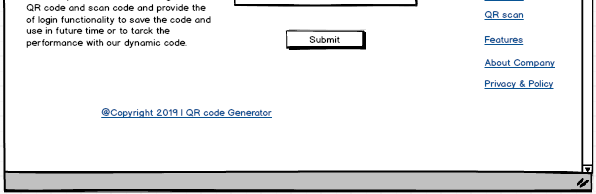 QR code and scan code and provide the
of login functionality to save the code and
use in future time or to tarck the
performance with our dynamic code.
Submit
QR scan
Features
About Company
Privacy & Policy
@Copyright 2019 | QR code Generator